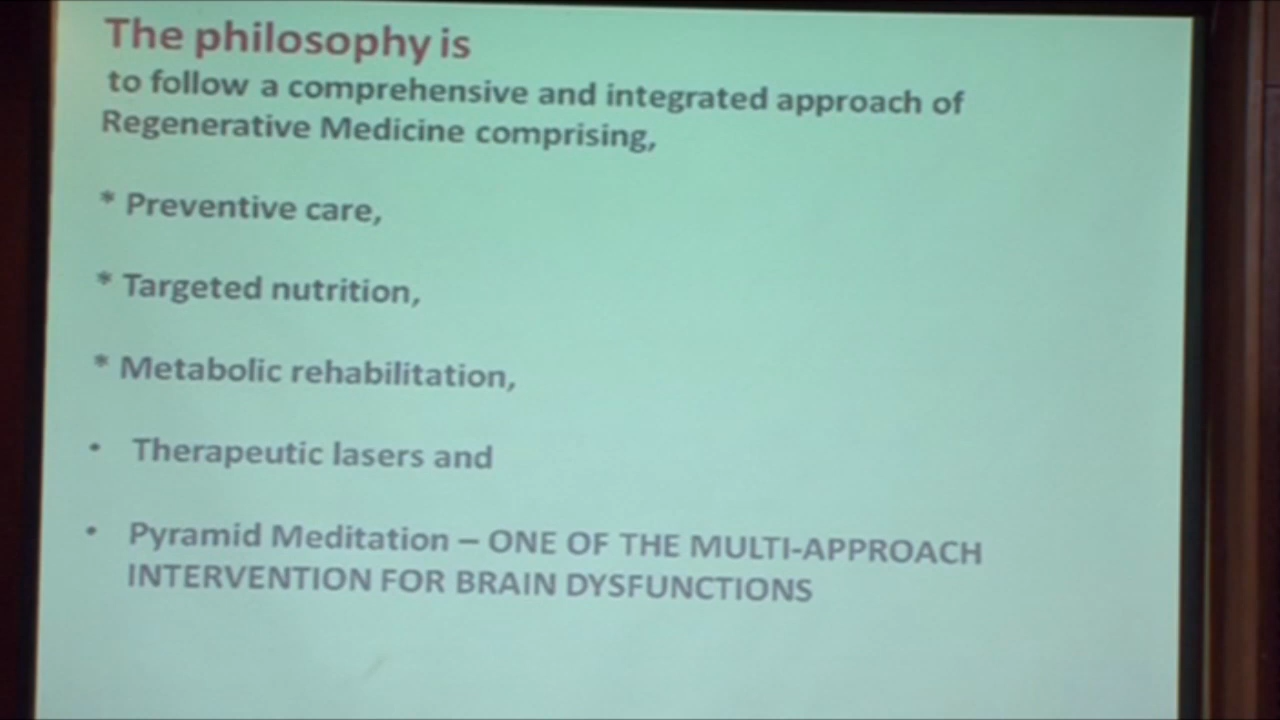 The philosophy is
to follow a comprehensive and integrated approach of
Regenerative Medicine comprising,
* Preventive care,
* Targeted nutrition,
* Metabolic rehabilitation,
• Therapeutic lasers and
• Pyramid Meditation – ONE OF THE MULTI-APPROACH
INTERVENTION FOR BRAIN DYSFUNCTIONS